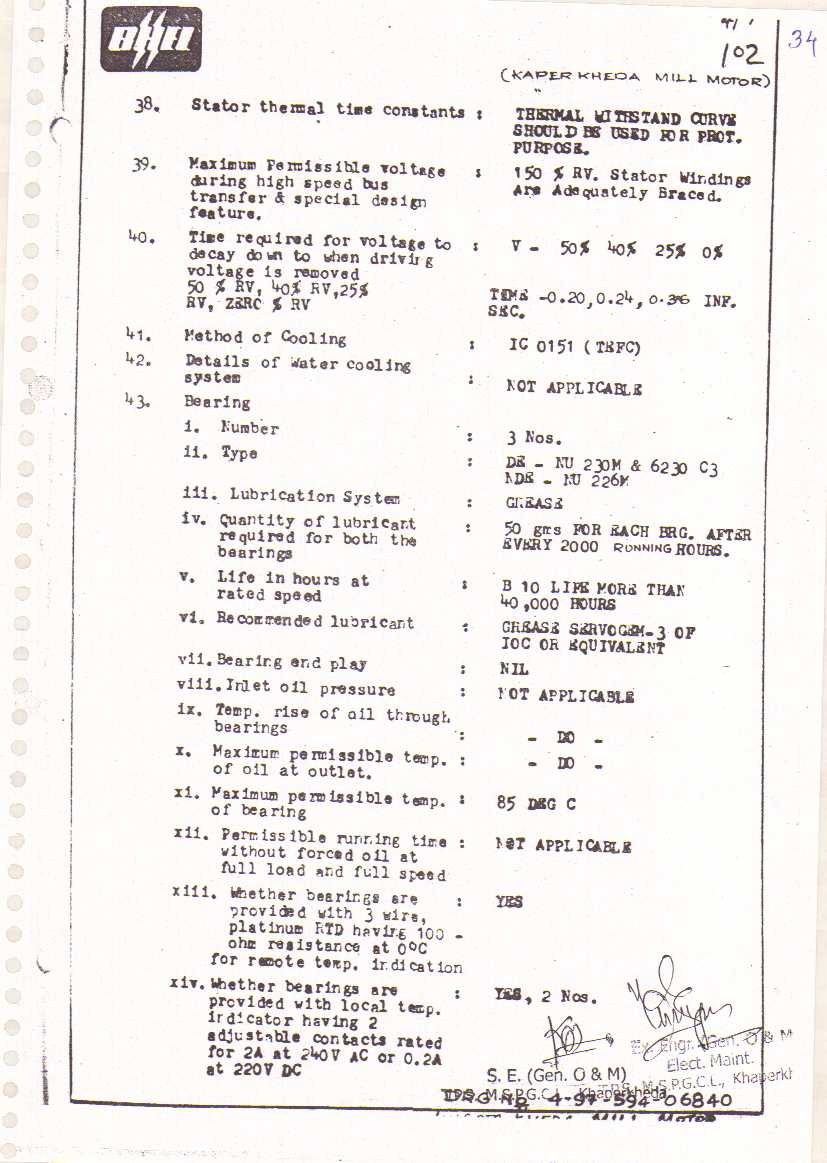 BHEL
102
34
(KAPER KHEDA MILL MOTOR)
38. Stator thermal time constants : THERMAL WITHSTAND CURVE
SHOULD BE USED FOR PROT.
PURPOSE.
39. Maximum Permissible voltage : 150 % RV. Stator Windings
during high speed bus Are Adequately Braced.
transfer & special design
feature.
40. Time required for voltage to : V - 50% 40% 25% 0%
decay down to when driving
voltage is removed
50 % RV, 40% RV, 25% TIME -0.20, 0.24, 0.36 INF.
RV, ZERC % RV SEC.
41. Method of Cooling : IC 0151 (TEFC)
42. Details of Water cooling
system : NOT APPLICABLE
43. Bearing
i. Number : 3 Nos.
ii. Type : DE - NU 230M & 6230 C3
NDE - NU 226M
iii. Lubrication System : GREASE
iv. Quantity of lubricant : 50 gms FOR EACH BRG. AFTER
required for both the EVERY 2000 RUNNING HOURS.
bearings
v. Life in hours at : B 10 LIFE MORE THAN
rated speed 40,000 HOURS
vi. Recommended lubricant : GREASE SERVOGEM-3 OF
IOC OR EQUIVALENT
vii. Bearing end play : NIL
viii. Inlet oil pressure : NOT APPLICABLE
ix. Temp. rise of oil through
bearings : - DO -
x. Maximum permissible temp. : - DO -
of oil at outlet.
xi. Maximum permissible temp. : 85 DEG C
of bearing
xii. Permissible running time : NOT APPLICABLE
without forced oil at
full load and full speed
xiii. Whether bearings are : YES
provided with 3 wire,
platinum RTD having 100 -
ohm resistance at 0°C
for remote temp. indication
xiv. Whether bearings are : YES, 2 Nos.
provided with local temp.
indicator having 2
adjustable contacts rated
for 2A at 240V AC or 0.2A
at 220V DC
Ex. Engr. (Gen. O & M
Elect. Maint.
S. E. (Gen. O & M)
M.S.P.G.C.L., Khaperkheda
DRG No 4-97-594-06840
MILL MOTOR